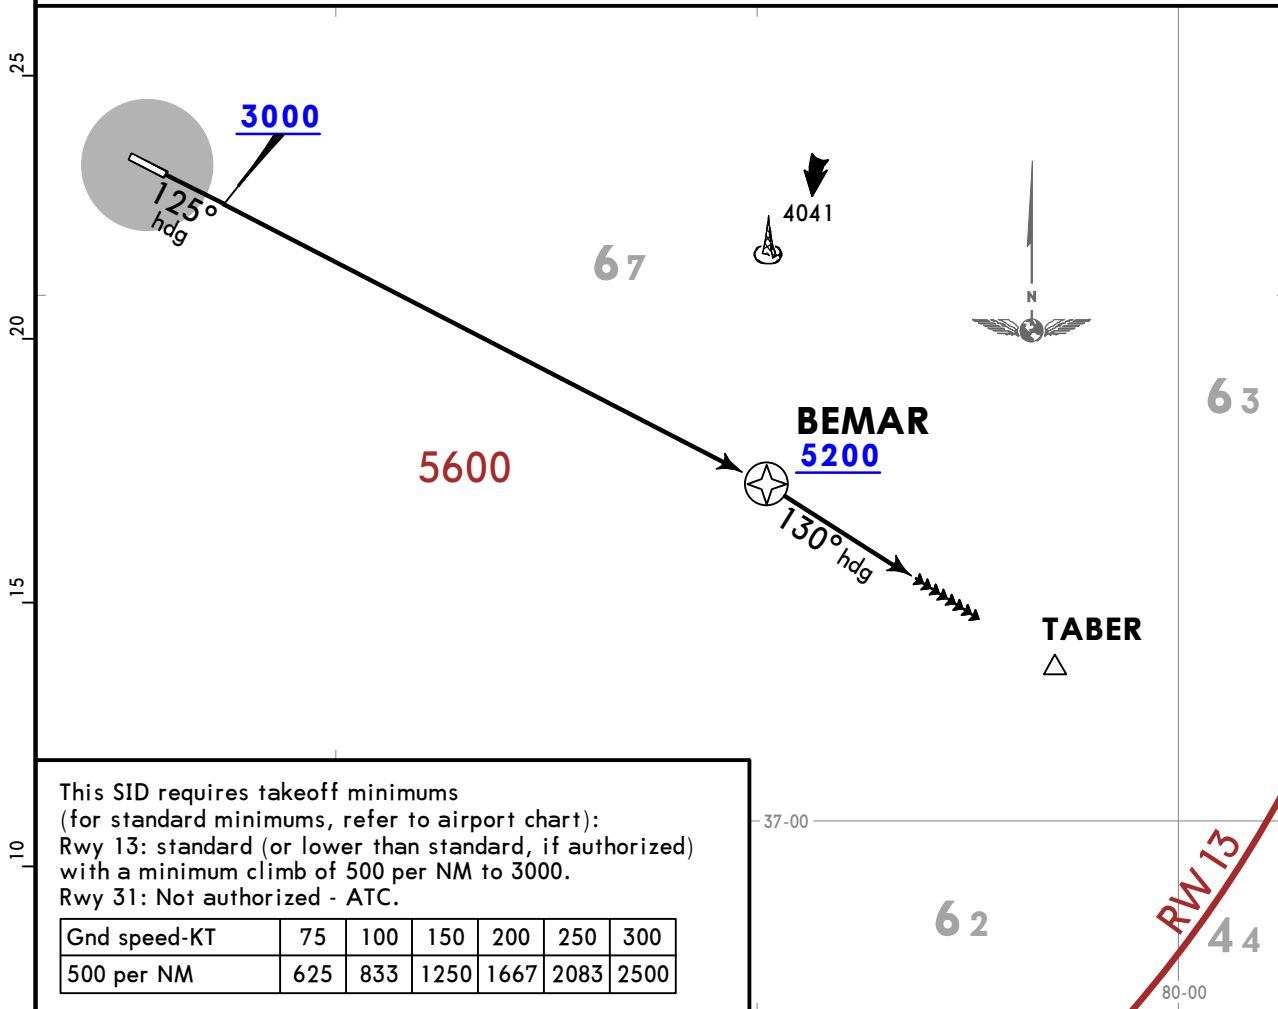 25
3000
125°
hdg
4041
6 7
N
20
6 3
BEMAR
5200
5600
130° hdg
15
TABER
This SID requires takeoff minimums
(for standard minimums, refer to airport chart):
Rwy 13: standard (or lower than standard, if authorized)
with a minimum climb of 500 per NM to 3000.
Rwy 31: Not authorized - ATC.
Gnd speed-KT 75 100 150 200 250 300
500 per NM 625 833 1250 1667 2083 2500
37-00
10
RW 13
6 2
4 4
80-00